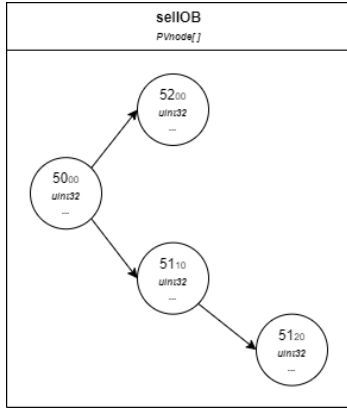 sellOB
PVnode[]
5200
uint32
...
5000
uint32
...
5110
uint32
...
5120
uint32
...